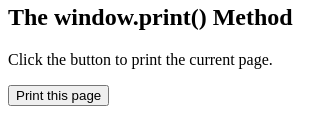 The window.print() Method
Click the button to print the current page.
Print this page